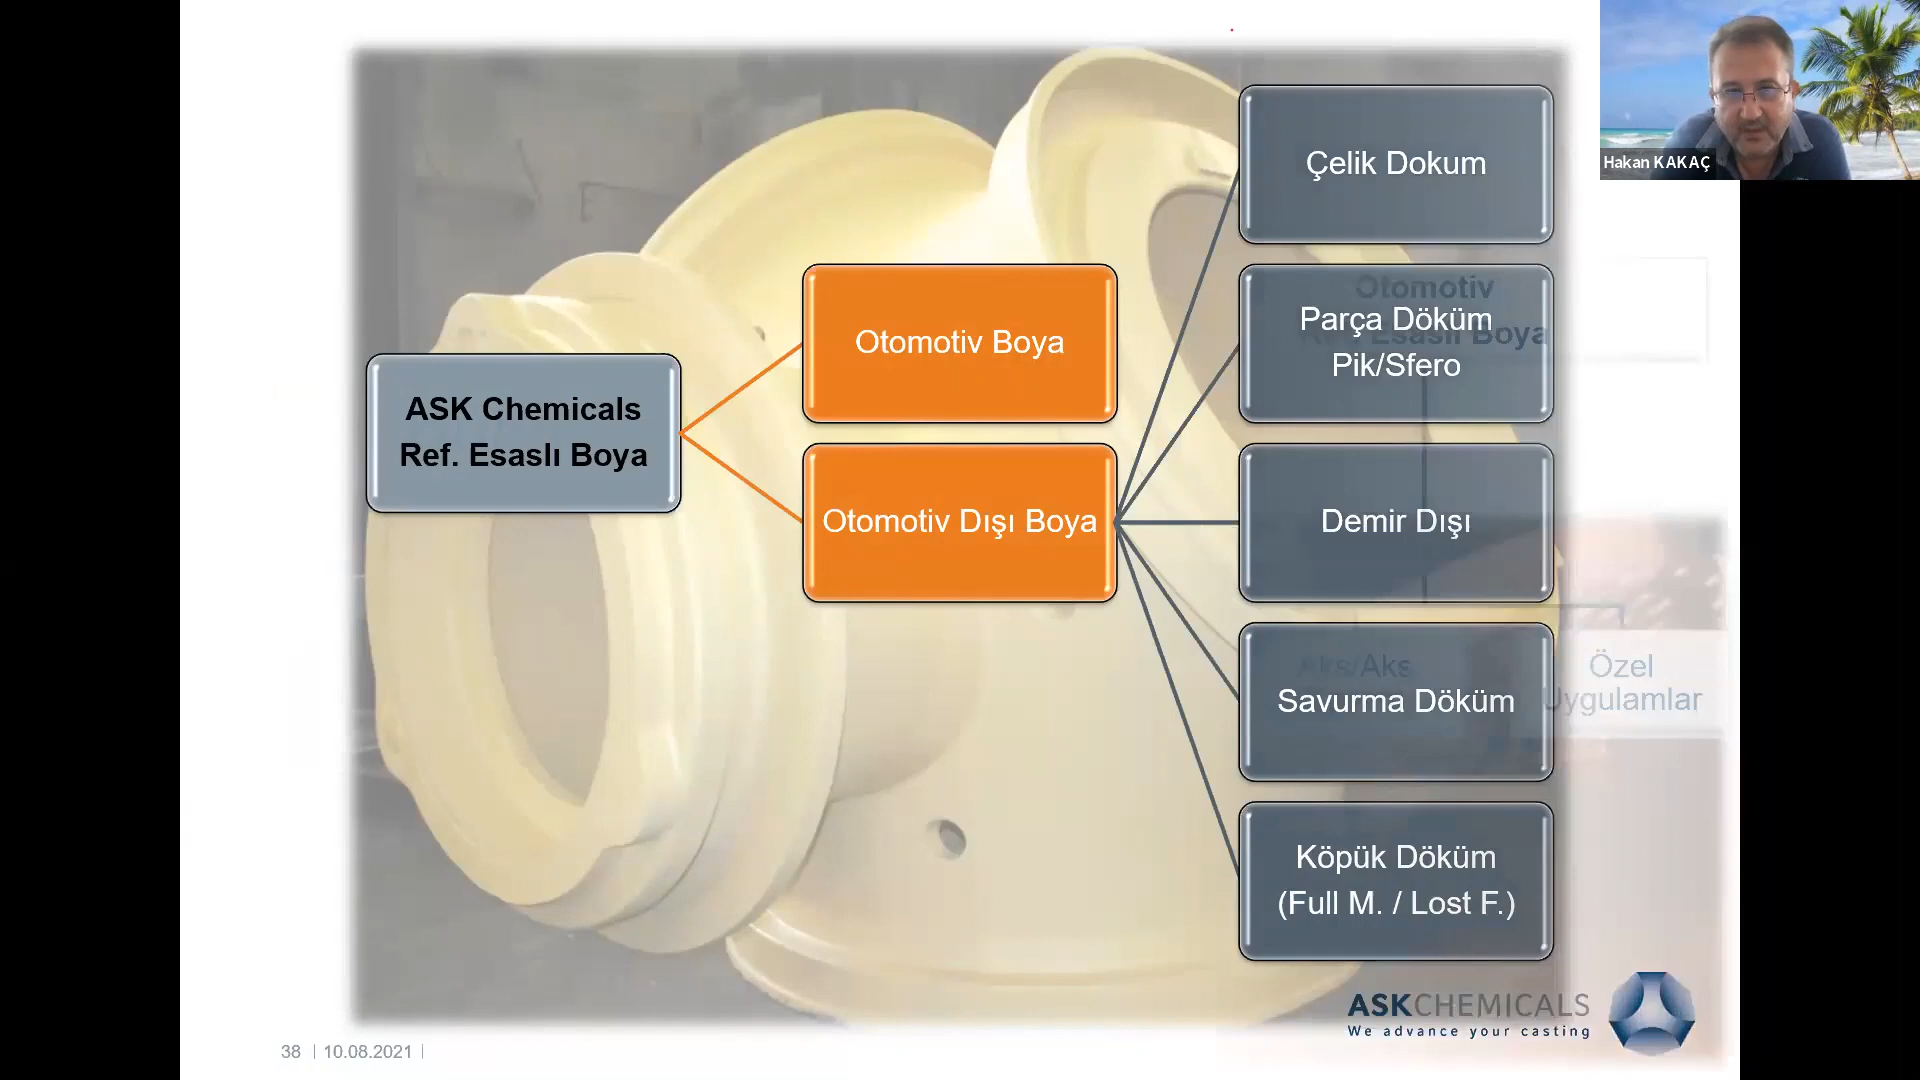 Hakan KAKAÇ
ASK Chemicals
Ref. Esaslı Boya
Otomotiv Boya
Otomotiv Dışı Boya
Çelik Dokum
Parça Döküm
Pik/Sfero
Demir Dışı
Savurma Döküm
Köpük Döküm
(Full M. / Lost F.)
Otomotiv
Esaslı Boya
Aks/Aks
Özel
Uygulamlar
ASKCHEMICALS
We advance your casting
38 | 10.08.2021 |